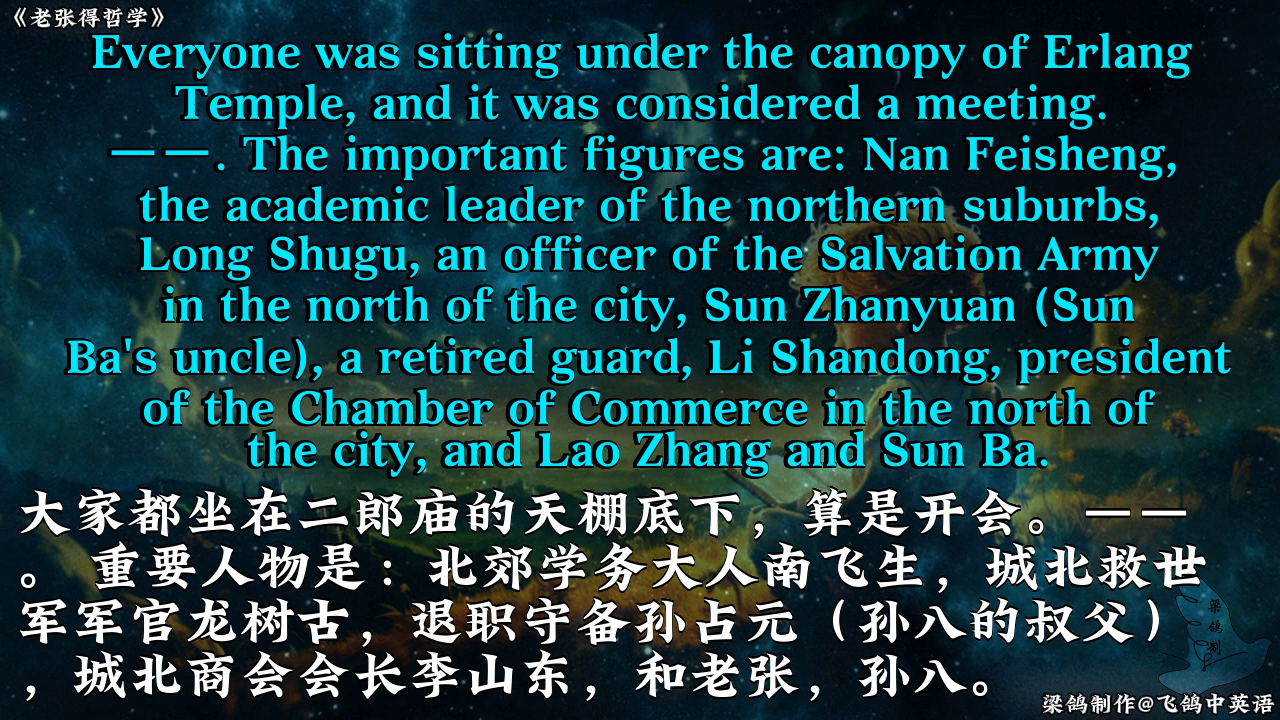 《老张得哲学》
Everyone was sitting under the canopy of Erlang
Temple, and it was considered a meeting.
一一. The important figures are: Nan Feisheng,
the academic leader of the northern suburbs,
Long Shugu, an officer of the Salvation Army
in the north of the city, Sun Zhanyuan (Sun
Ba's uncle), a retired guard, Li Shandong, president
of the Chamber of Commerce in the north of
the city, and Lao Zhang and Sun Ba.
大家都坐在二郎庙的天棚底下，算是开会。一一
。 重要人物是：北郊学务大人南飞生，城北救世
军军官龙树古，退职守备孙占元（孙八的叔父）
，城北商会会长李山东，和老张，孙八。
梁鸽制
梁鸽制作@飞鸽中英语